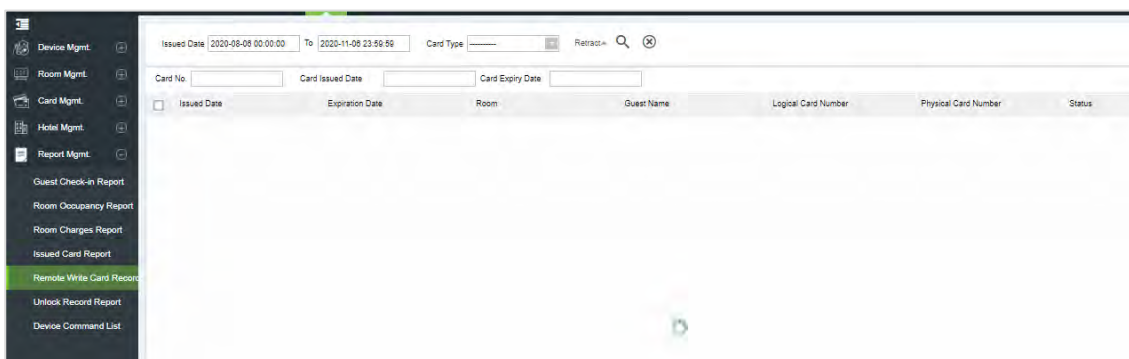 Device Mgmt.
Room Mgmt.
Card Mgmt.
Hotel Mgmt.
Report Mgmt.
Guest Check-in Report
Room Occupancy Report
Room Charges Report
Issued Card Report
Remote Write Card Record
Unlock Record Report
Device Command List
Issued Date 2020-08-06 00:00:00 To 2020-11-06 23:59:59 Card Type --------- Retract
Card No. Card Issued Date Card Expiry Date
Issued Date Expiration Date Room Guest Name Logical Card Number Physical Card Number Status